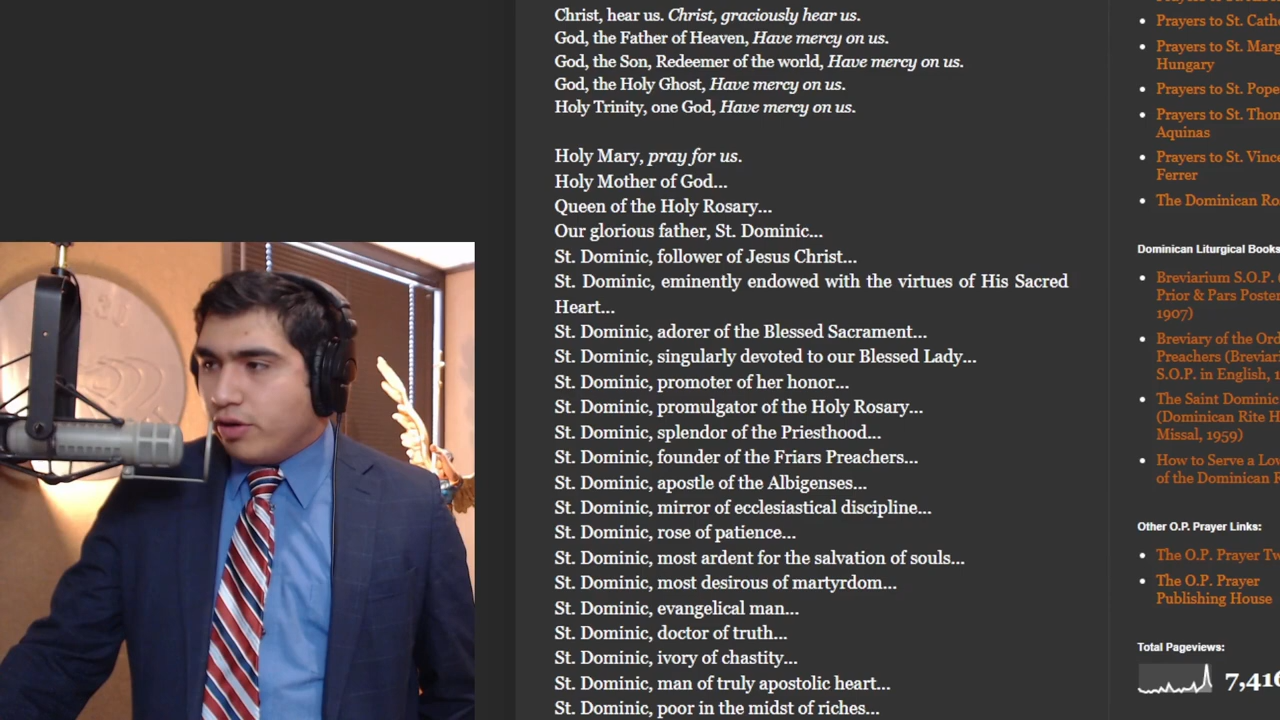 Christ, hear us. Christ, graciously hear us.
God, the Father of Heaven, Have mercy on us.
God, the Son, Redeemer of the world, Have mercy on us.
God, the Holy Ghost, Have mercy on us.
Holy Trinity, one God, Have mercy on us.
Holy Mary, pray for us.
Holy Mother of God...
Queen of the Holy Rosary...
Our glorious father, St. Dominic...
St. Dominic, follower of Jesus Christ...
St. Dominic, eminently endowed with the virtues of His Sacred
Heart...
St. Dominic, adorer of the Blessed Sacrament...
St. Dominic, singularly devoted to our Blessed Lady...
St. Dominic, promoter of her honor...
St. Dominic, promulgator of the Holy Rosary...
St. Dominic, splendor of the Priesthood...
St. Dominic, founder of the Friars Preachers...
St. Dominic, apostle of the Albigenses...
St. Dominic, mirror of ecclesiastical discipline...
St. Dominic, rose of patience...
St. Dominic, most ardent for the salvation of souls...
St. Dominic, most desirous of martyrdom...
St. Dominic, evangelical man...
St. Dominic, doctor of truth...
St. Dominic, ivory of chastity...
St. Dominic, man of truly apostolic heart...
St. Dominic, poor in the midst of riches...
Prayers to St. Cath
Prayers to St. Marg
Hungary
Prayers to St. Pope
Prayers to St. Thom
Aquinas
Prayers to St. Vince
Ferrer
The Dominican Ro
Dominican Liturgical Books
Breviarium S.O.P. (
Prior & Pars Poster
1907)
Breviary of the Ord
Preachers (Breviar
S.O.P. in English, 1
The Saint Dominic
(Dominican Rite H
Missal, 1959)
How to Serve a Lov
of the Dominican R
Other O.P. Prayer Links:
The O.P. Prayer Tw
The O.P. Prayer
Publishing House
Total Pageviews:
7,416